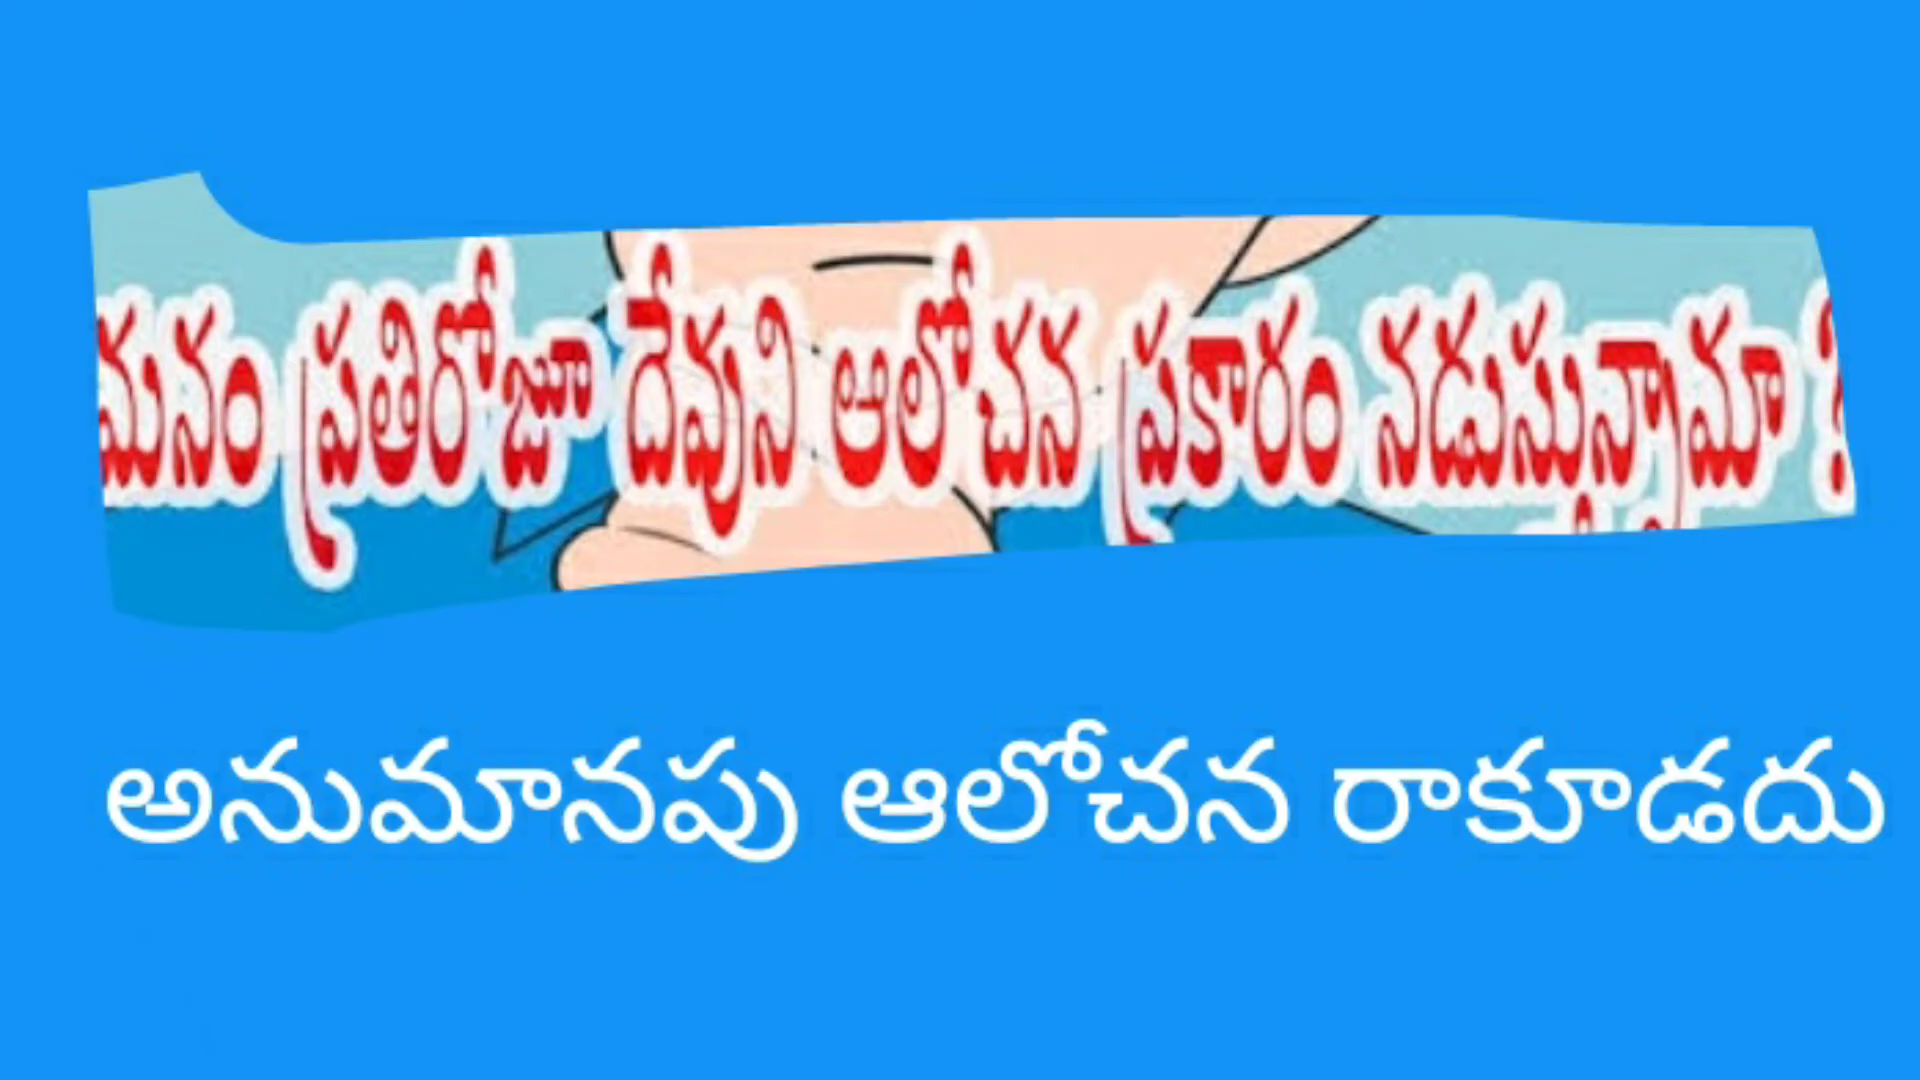 మనం ప్రతిరోజూ దేవుని ఆలోచన ప్రకారం నడుస్తున్నామా ?
అనుమానపు ఆలోచన రాకూడదు